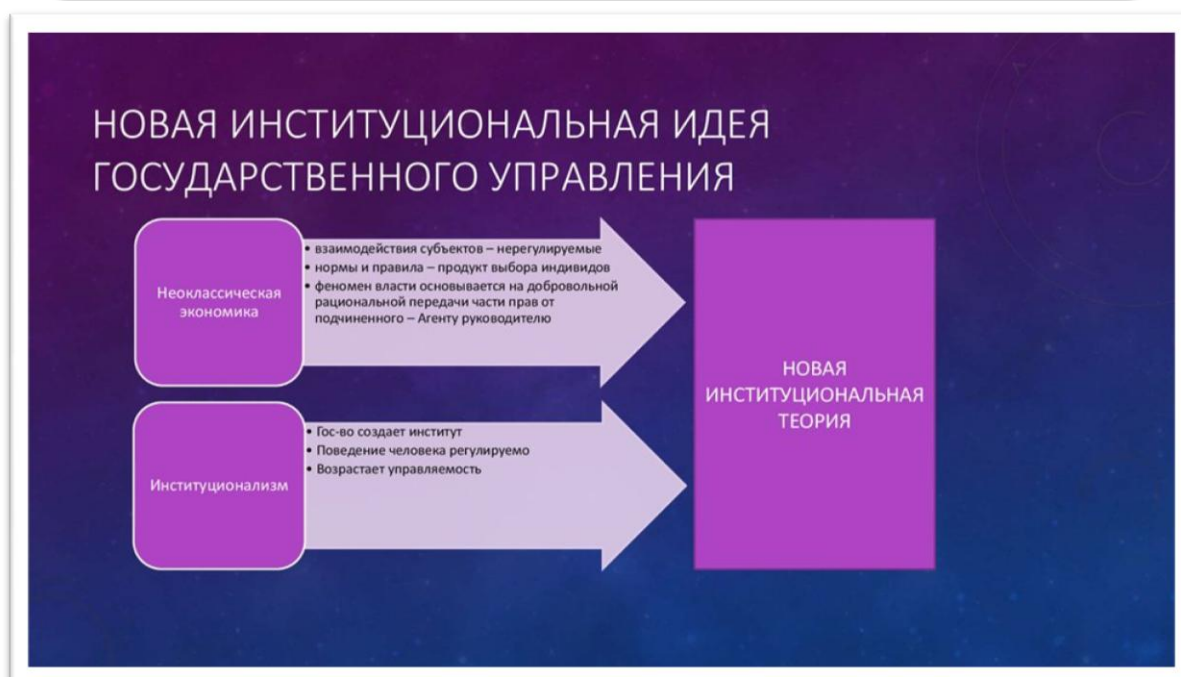 НОВАЯ ИНСТИТУЦИОНАЛЬНАЯ ИДЕЯ
ГОСУДАРСТВЕННОГО УПРАВЛЕНИЯ
Неоклассическая
экономика
• взаимодействия субъектов – нерегулируемые
• нормы и правила – продукт выбора индивидов
• феномен власти основывается на добровольной
рациональной передачи части прав от
подчиненного – Агенту руководителю
Институционализм
• Гос-во создает институт
• Поведение человека регулируемо
• Возрастает управляемость
НОВАЯ
ИНСТИТУЦИОНАЛЬНАЯ
ТЕОРИЯ